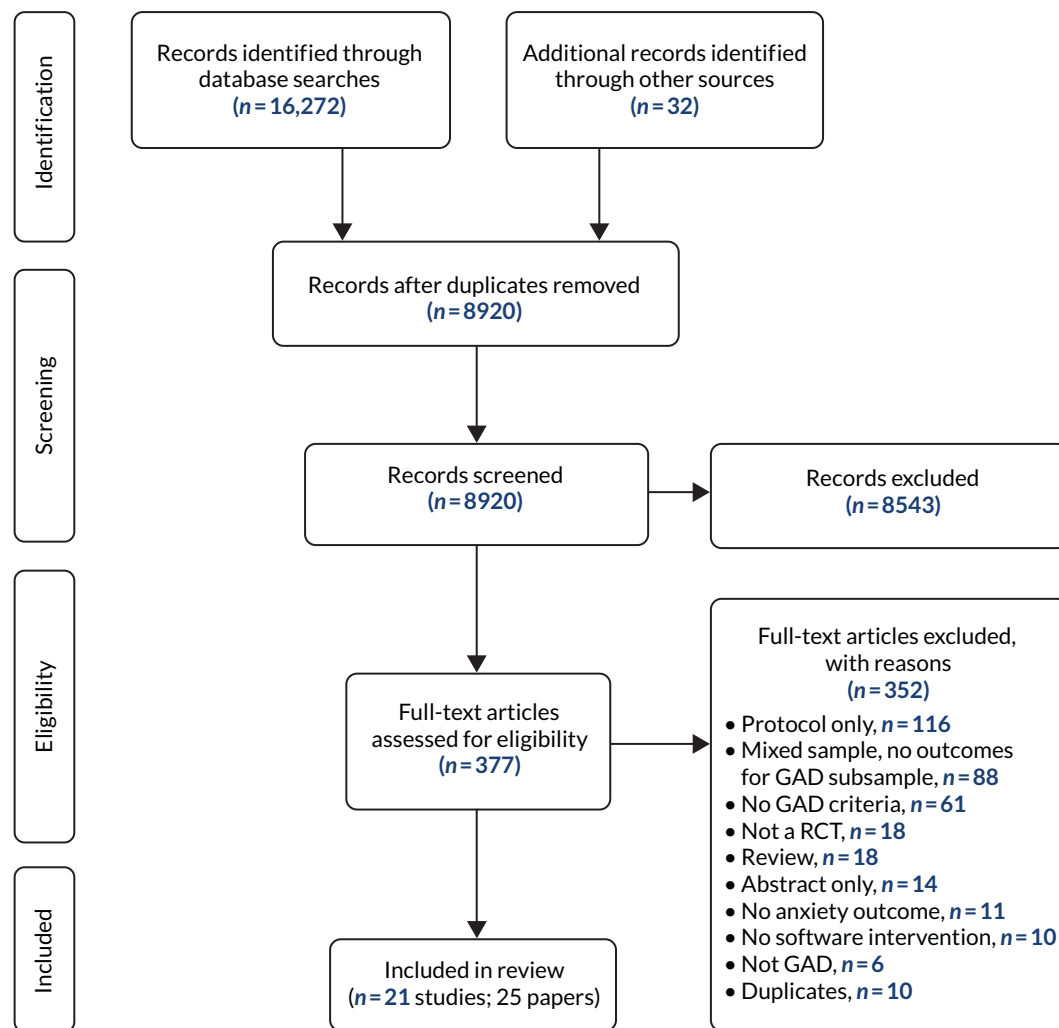 Identification
Records identified through
database searches
(n = 16,272)
Additional records identified
through other sources
(n = 32)
Screening
Records after duplicates removed
(n = 8920)
Records screened
(n = 8920)
Records excluded
(n = 8543)
Eligibility
Full-text articles
assessed for eligibility
(n = 377)
Full-text articles excluded,
with reasons
(n = 352)
• Protocol only, n = 116
• Mixed sample, no outcomes
for GAD subsample, n = 88
• No GAD criteria, n = 61
• Not a RCT, n = 18
• Review, n = 18
• Abstract only, n = 14
• No anxiety outcome, n = 11
• No software intervention, n = 10
• Not GAD, n = 6
• Duplicates, n = 10
Included
Included in review
(n = 21 studies; 25 papers)